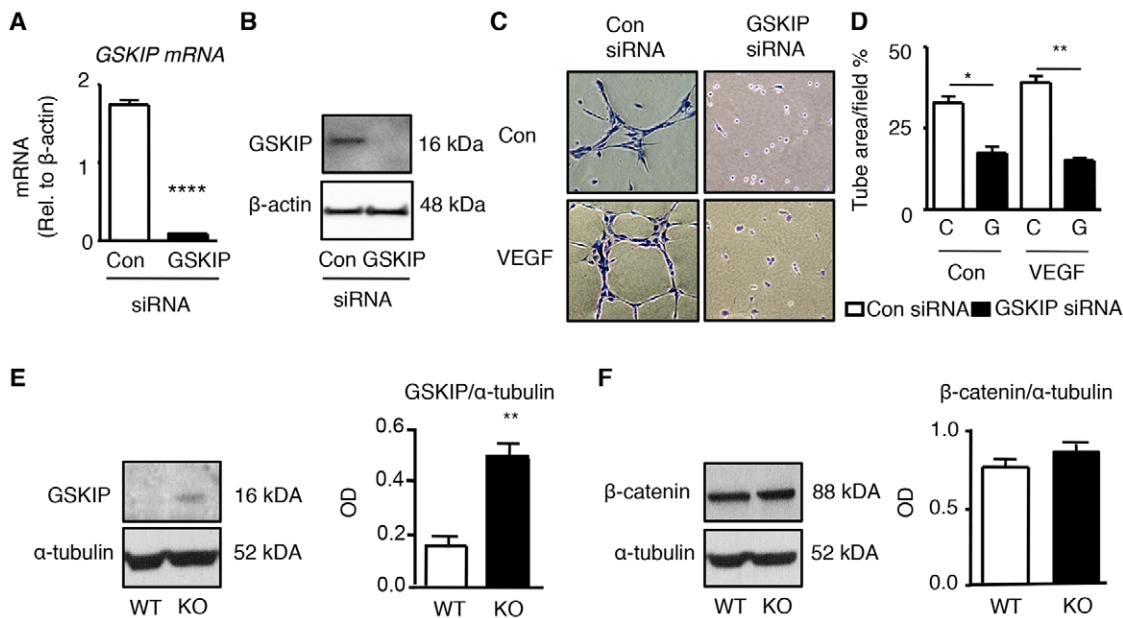 A
GSKIP mRNA
mRNA
(Rel. to β-actin)
2
1
0
****
Con GSKIP
siRNA
B
GSKIP 16 kDa
β-actin 48 kDa
Con GSKIP
siRNA
C
Con
siRNA
GSKIP
siRNA
Con
VEGF
D
Tube area/field %
50
25
0
*
**
C G C G
Con VEGF
Con siRNA GSKIP siRNA
E
GSKIP 16 kDA
α-tubulin 52 kDA
WT KO
GSKIP/α-tubulin
OD
0.6
0.4
0.2
0.0
**
WT KO
F
β-catenin 88 kDA
α-tubulin 52 kDA
WT KO
β-catenin/α-tubulin
OD
1.0
0.5
0.0
WT KO